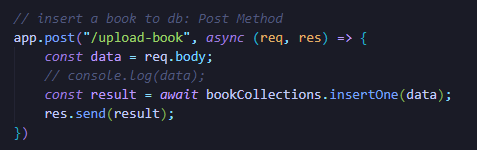 // insert a book to db: Post Method
app.post("/upload-book", async (req, res) => {
    const data = req.body;
    // console.log(data);
    const result = await bookCollections.insertOne(data);
    res.send(result);
})